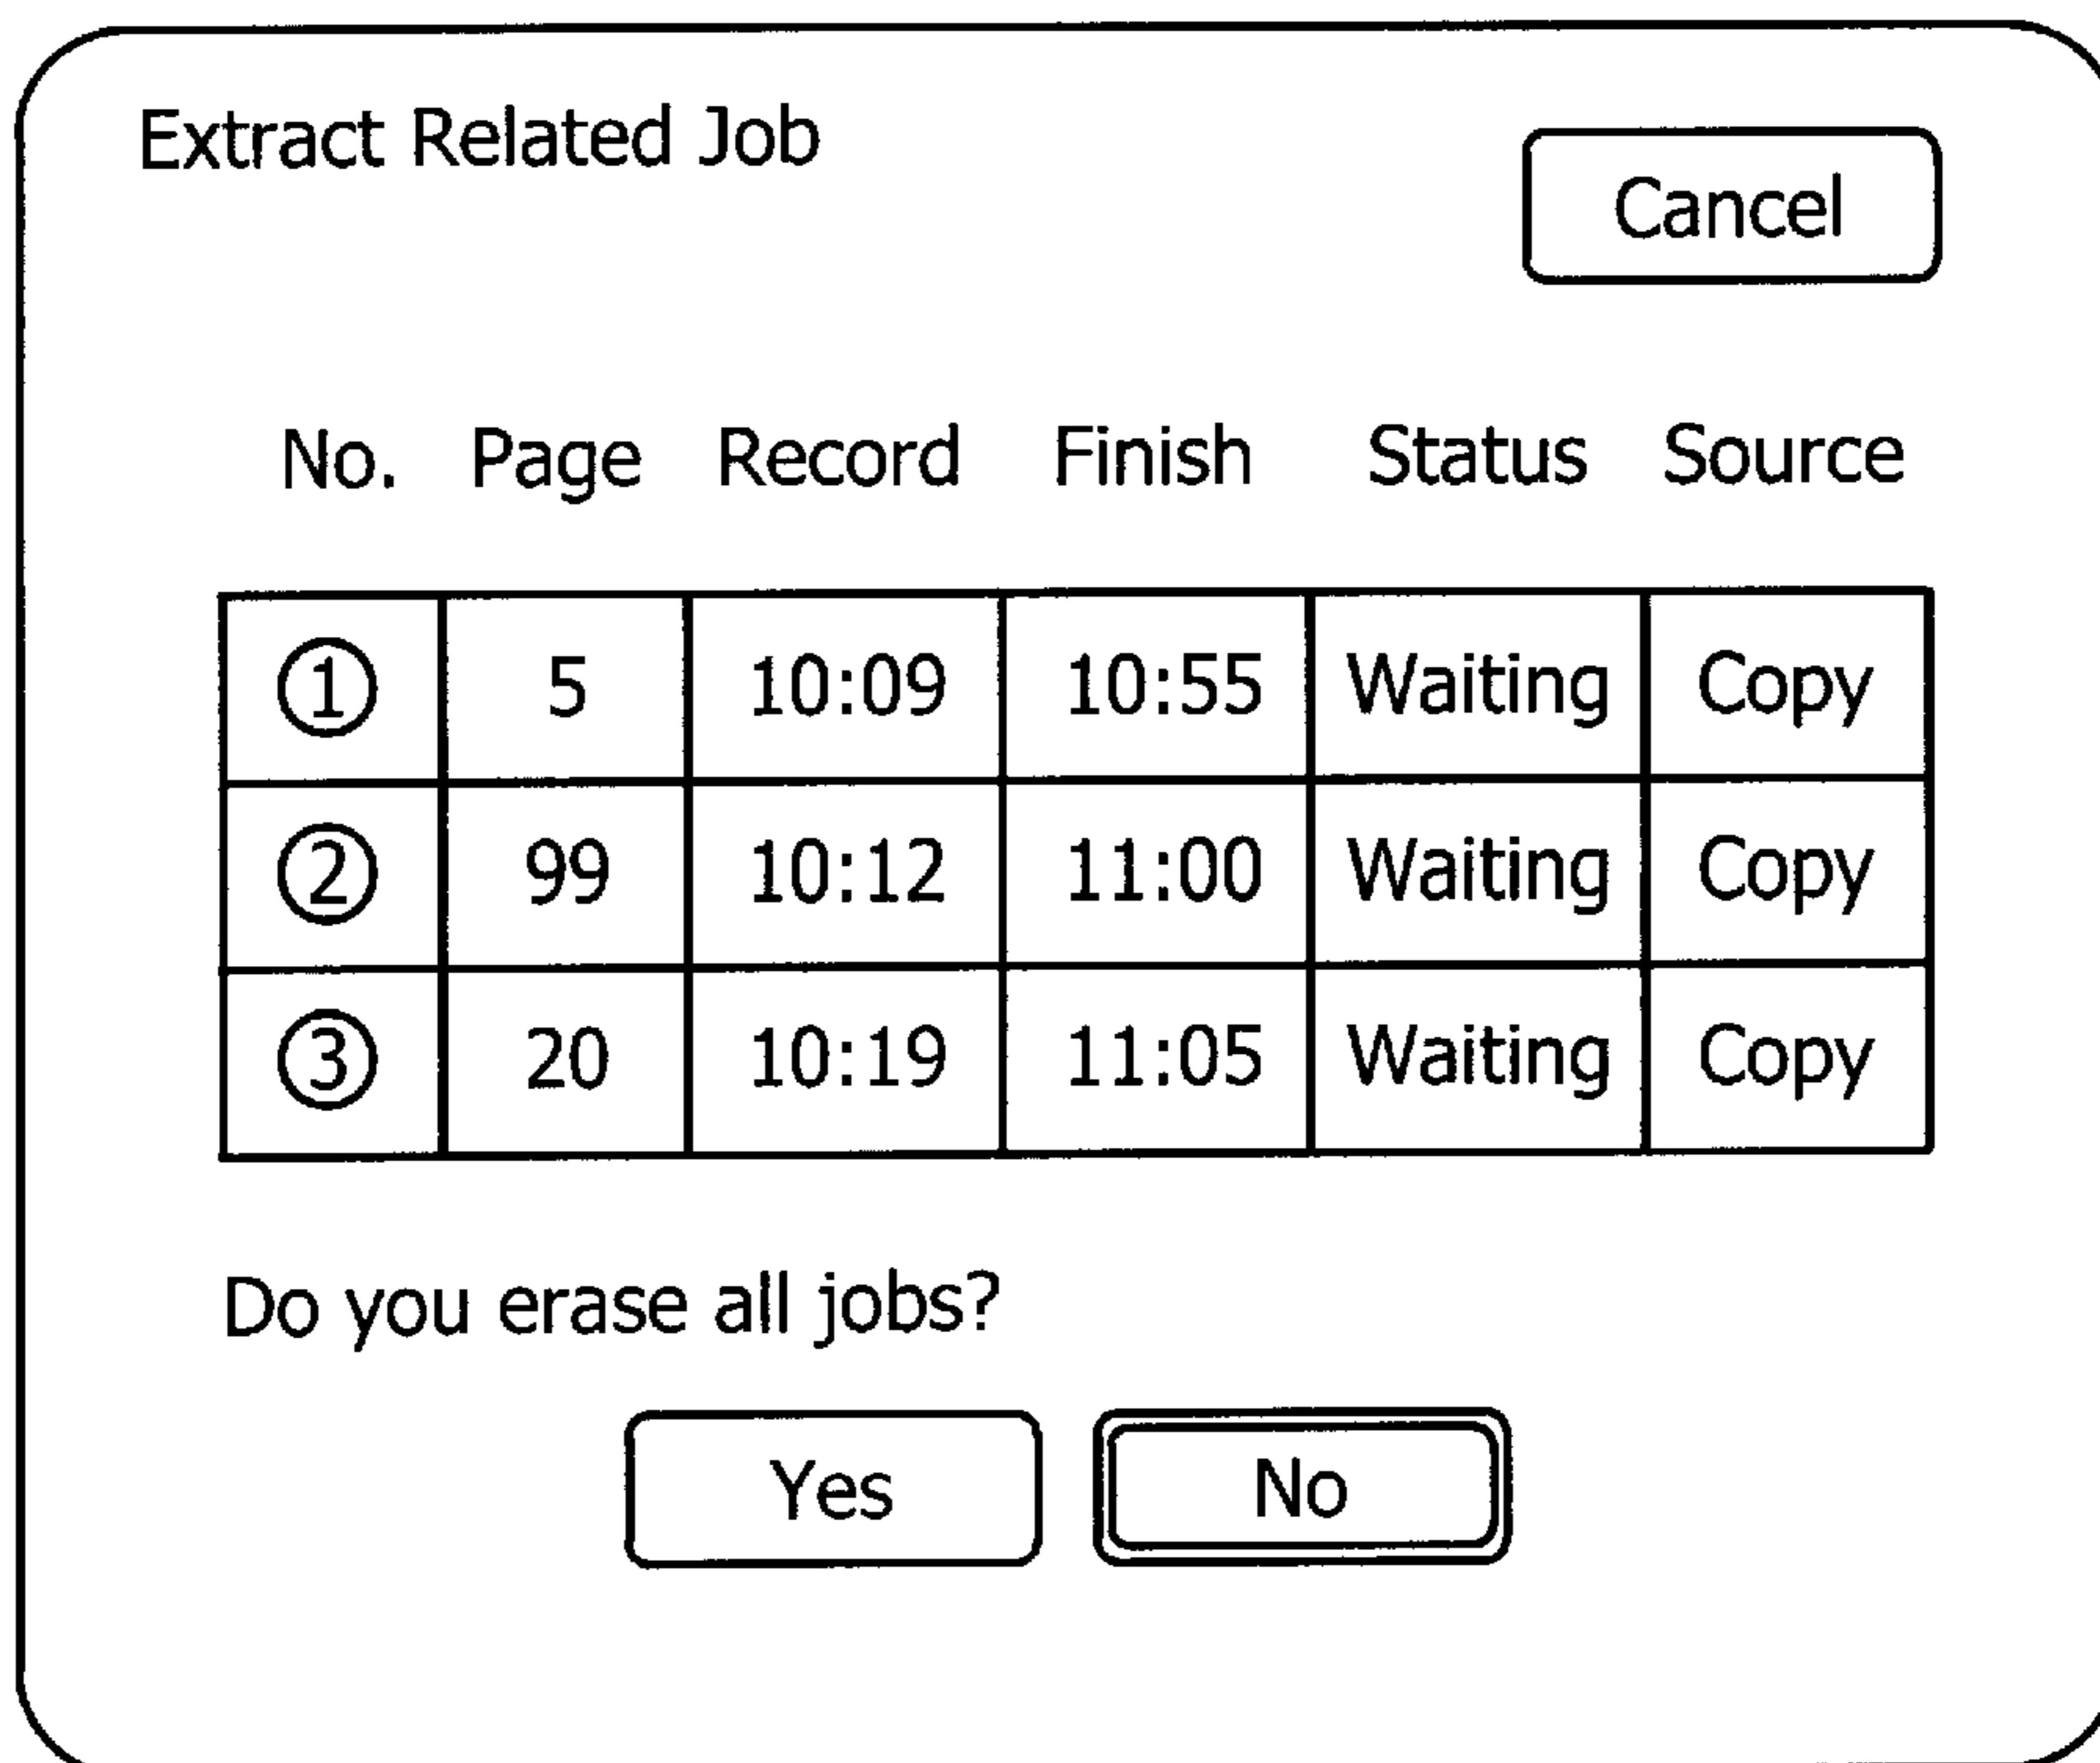 Extract Related Job
Cancel
No. Page Record Finish Status Source
① 5 10:09 10:55 Waiting Copy
② 99 10:12 11:00 Waiting Copy
③ 20 10:19 11:05 Waiting Copy
Do you erase all jobs?
Yes No